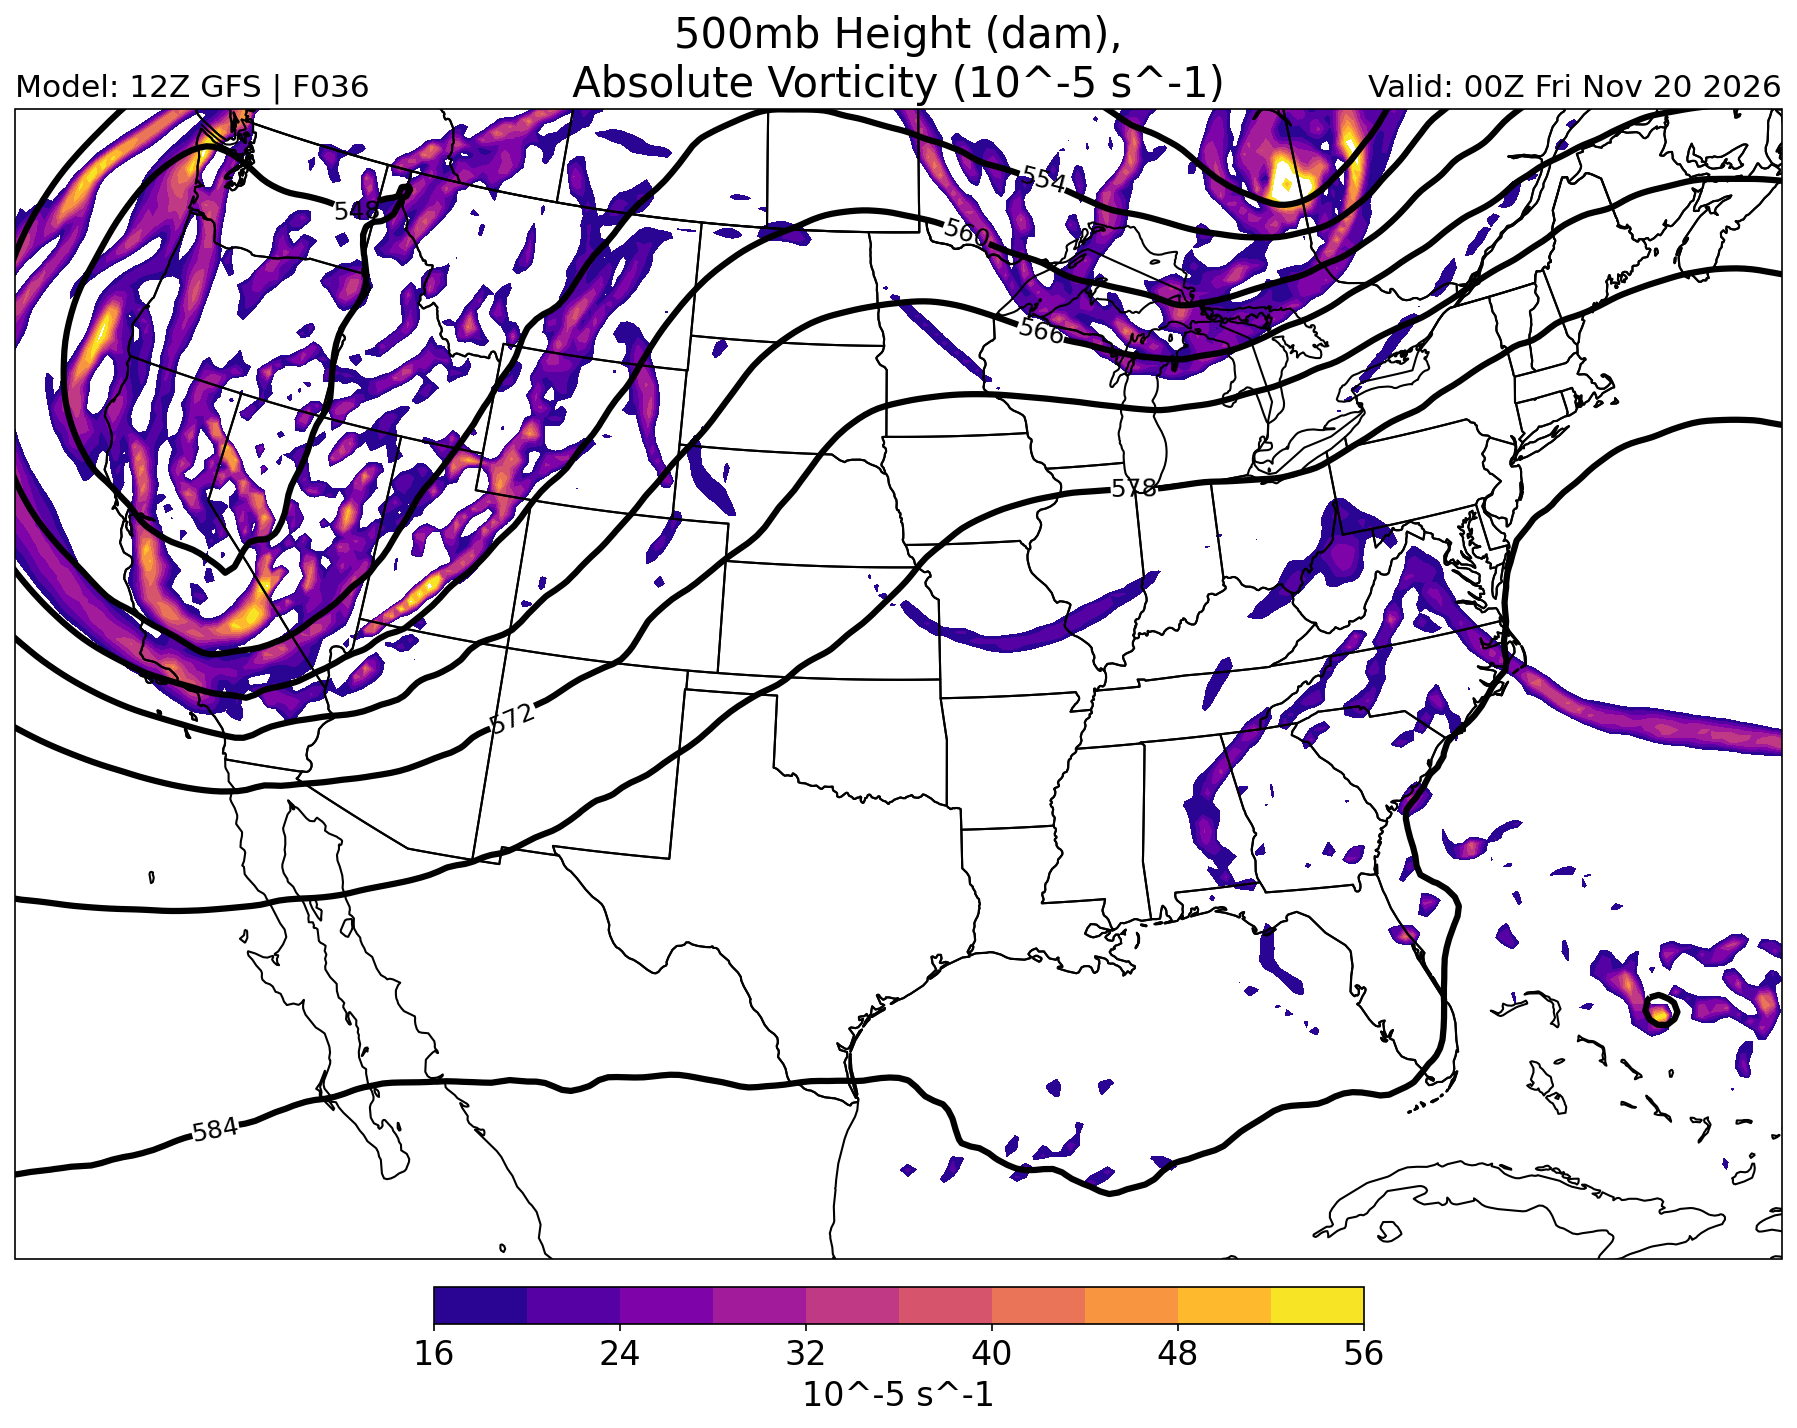 500mb Height (dam),
Absolute Vorticity (10^-5 s^-1)
Model: 12Z GFS | F036
Valid: 00Z Fri Nov 20 2026
554
548
560
566
578
572
584
16 24 32 40 48 56
10^-5 s^-1